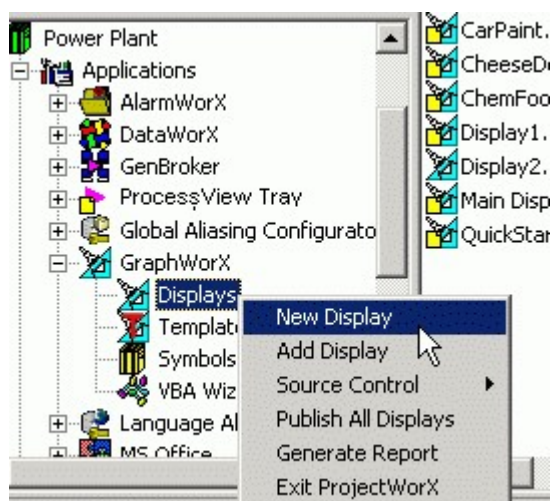 Power Plant
Applications
AlarmWorX
DataWorX
GenBroker
ProcessView Tray
Global Aliasing Configurato
GraphWorX
Displays
Templat
Symbols
VBA Wiz
Language Al
MS Office
CarPaint.
CheeseD
ChemFoo
Display1.
Display2.
Main Disp
QuickStar
New Display
Add Display
Source Control
Publish All Displays
Generate Report
Exit ProjectWorX